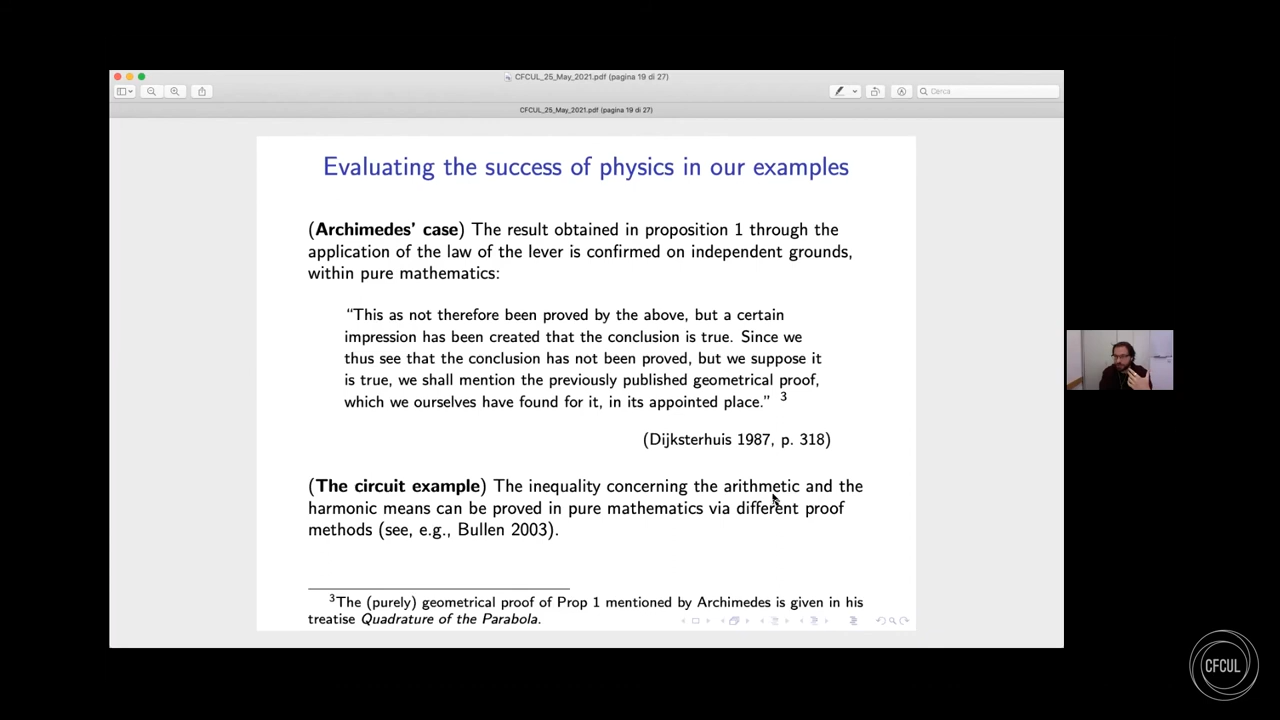 CFCUL_25_May_2021.pdf (pagina 19 di 27)
Cerca
CFCUL_25_May_2021.pdf (pagina 19 di 27)
Evaluating the success of physics in our examples
(Archimedes' case) The result obtained in proposition 1 through the
application of the law of the lever is confirmed on independent grounds,
within pure mathematics:
“This as not therefore been proved by the above, but a certain
impression has been created that the conclusion is true. Since we
thus see that the conclusion has not been proved, but we suppose it
is true, we shall mention the previously published geometrical proof,
which we ourselves have found for it, in its appointed place.” 3
(Dijksterhuis 1987, p. 318)
(The circuit example) The inequality concerning the arithmetic and the
harmonic means can be proved in pure mathematics via different proof
methods (see, e.g., Bullen 2003).
3The (purely) geometrical proof of Prop 1 mentioned by Archimedes is given in his
treatise Quadrature of the Parabola.
CFCUL